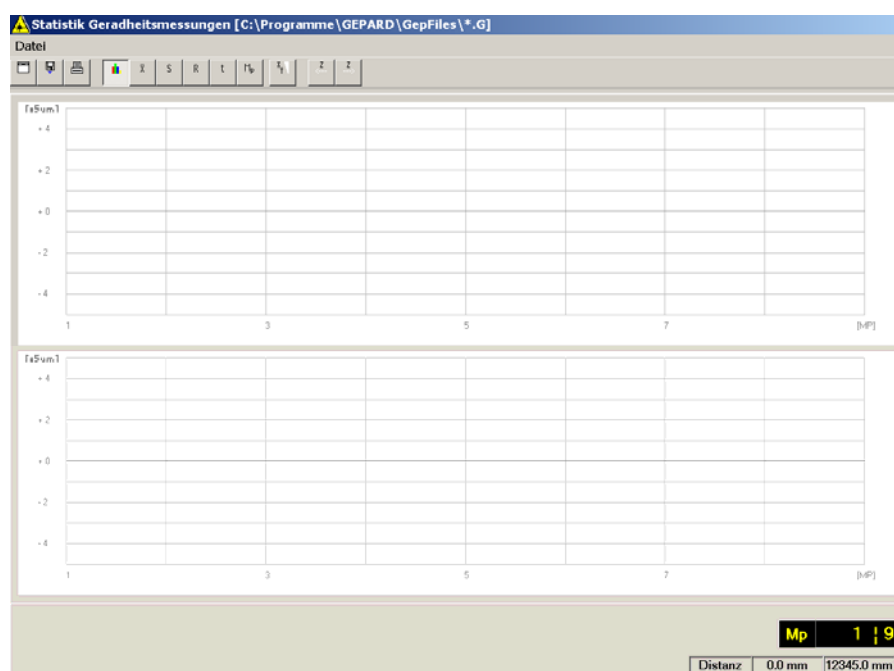 Statistik Geradheitsmessungen [C:\Programme\GEPARD\GepFiles\*.G]
Datei
X S R t Mp X Y Z Z
+ 4
+ 2
+ 0
- 2
- 4
1 3 5 7 [MP]
+ 4
+ 2
+ 0
- 2
- 4
1 3 5 7 [MP]
Mp 1 ¦ 9
Distanz 0.0 mm 12345.0 mm